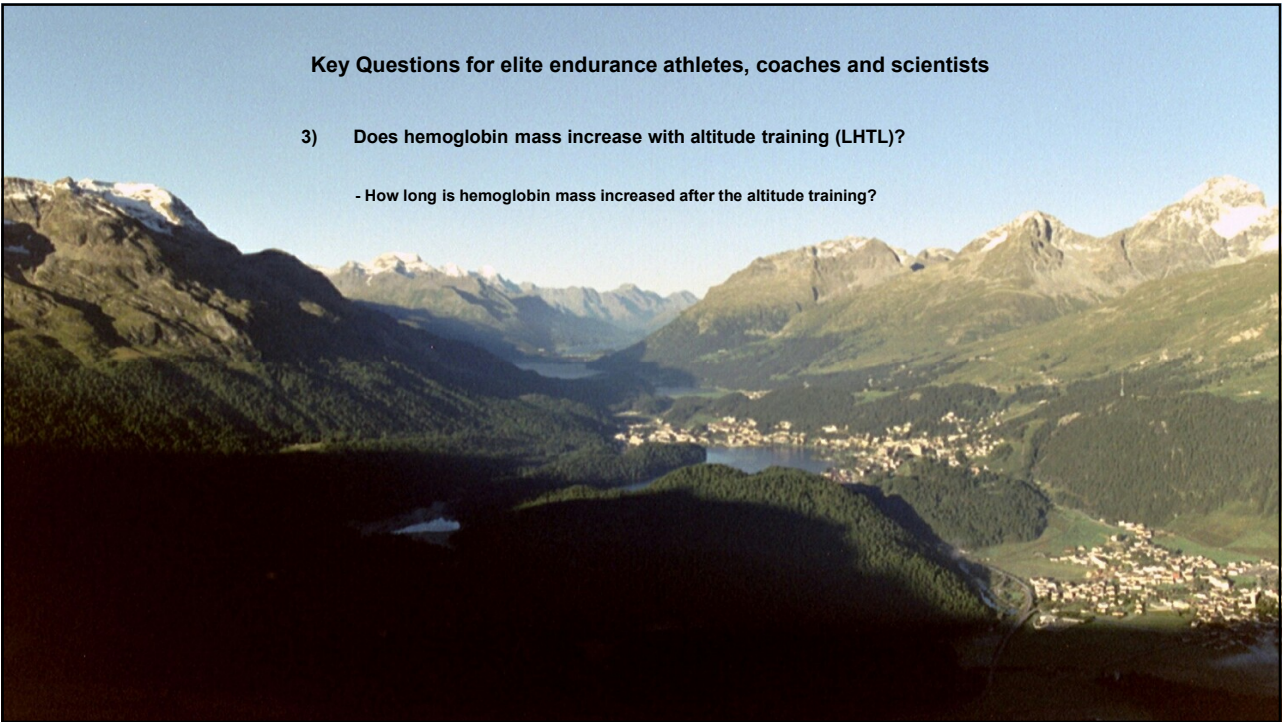 Key Questions for elite endurance athletes, coaches and scientists
3) Does hemoglobin mass increase with altitude training (LHTL)?
- How long is hemoglobin mass increased after the altitude training?